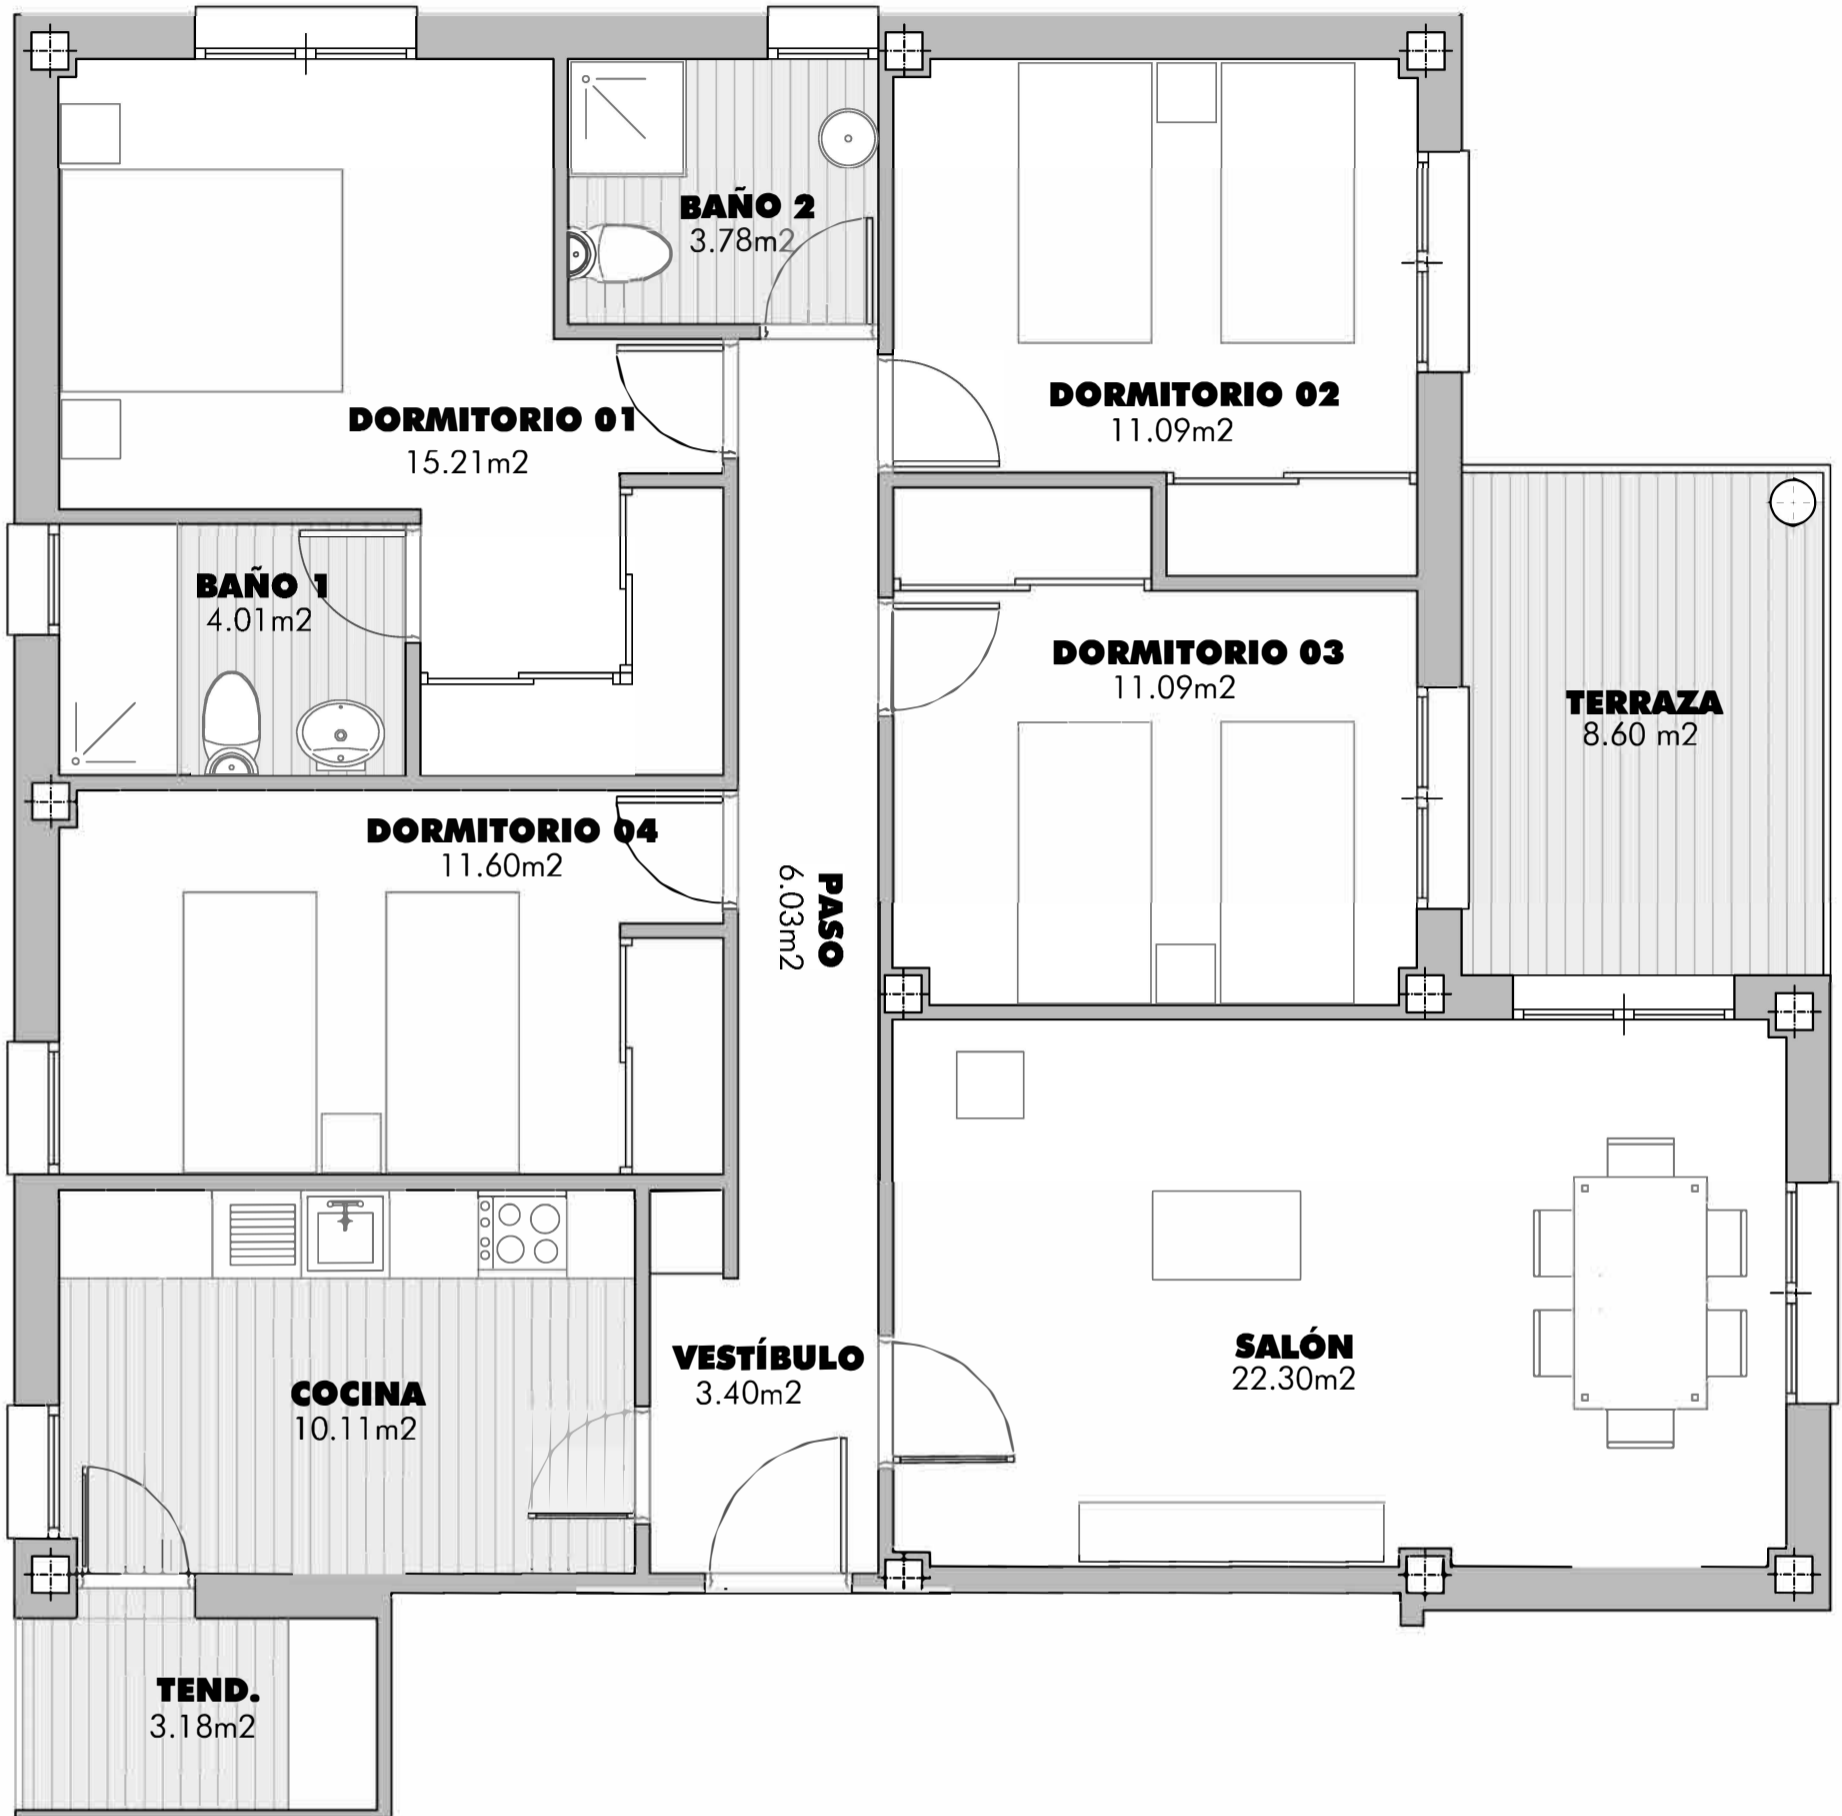 BAÑO 2
3.78m2
DORMITORIO 01
15.21m2
DORMITORIO 02
11.09m2
BAÑO 1
4.01m2
DORMITORIO 03
11.09m2
TERRAZA
8.60 m2
DORMITORIO 04
11.60m2
PASO
6.03m2
VESTÍBULO
3.40m2
SALÓN
22.30m2
COCINA
10.11m2
TEND.
3.18m2